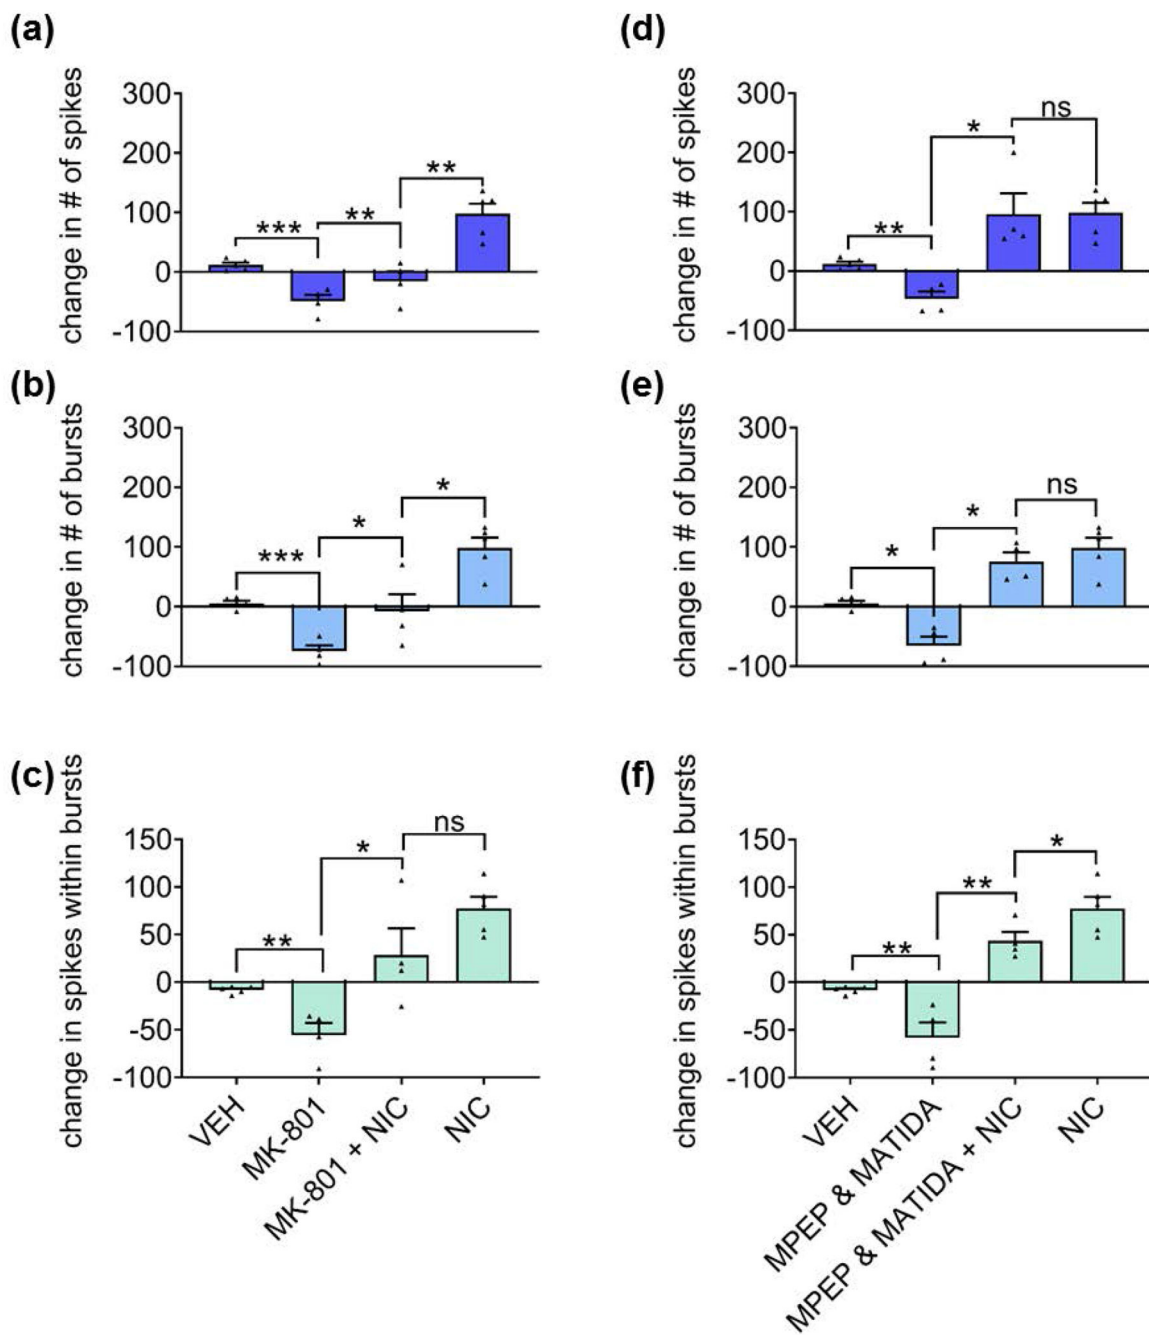 (a)
change in # of spikes
300
200
100
0
-100
***
**
**
(d)
change in # of spikes
300
200
100
0
-100
**
*
ns
(b)
change in # of bursts
300
200
100
0
-100
***
*
*
(e)
change in # of bursts
300
200
100
0
-100
*
*
ns
(c)
change in spikes within bursts
150
100
50
0
-50
-100
**
*
ns
VEH
MK-801
MK-801 + NIC
NIC
(f)
change in spikes within bursts
150
100
50
0
-50
-100
**
**
*
VEH
MPEP & MATIDA
MPEP & MATIDA + NIC
NIC